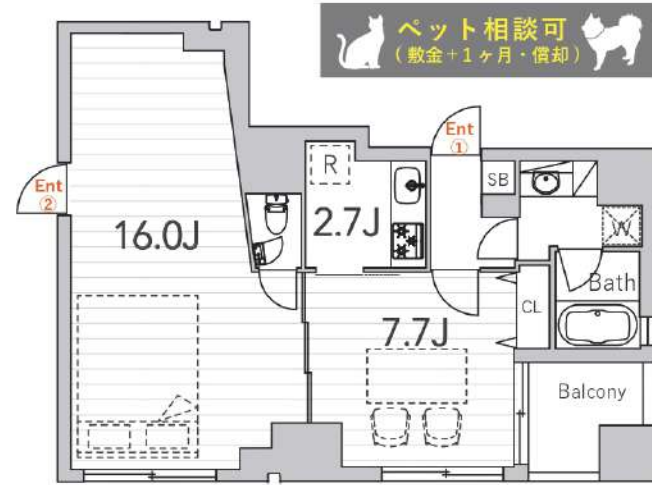 ペット相談可
(敷金+1ヶ月・償却)
Ent
①
Ent
②
R
SB
W
16.0J
2.7J
Bath
CL
7.7J
Balcony